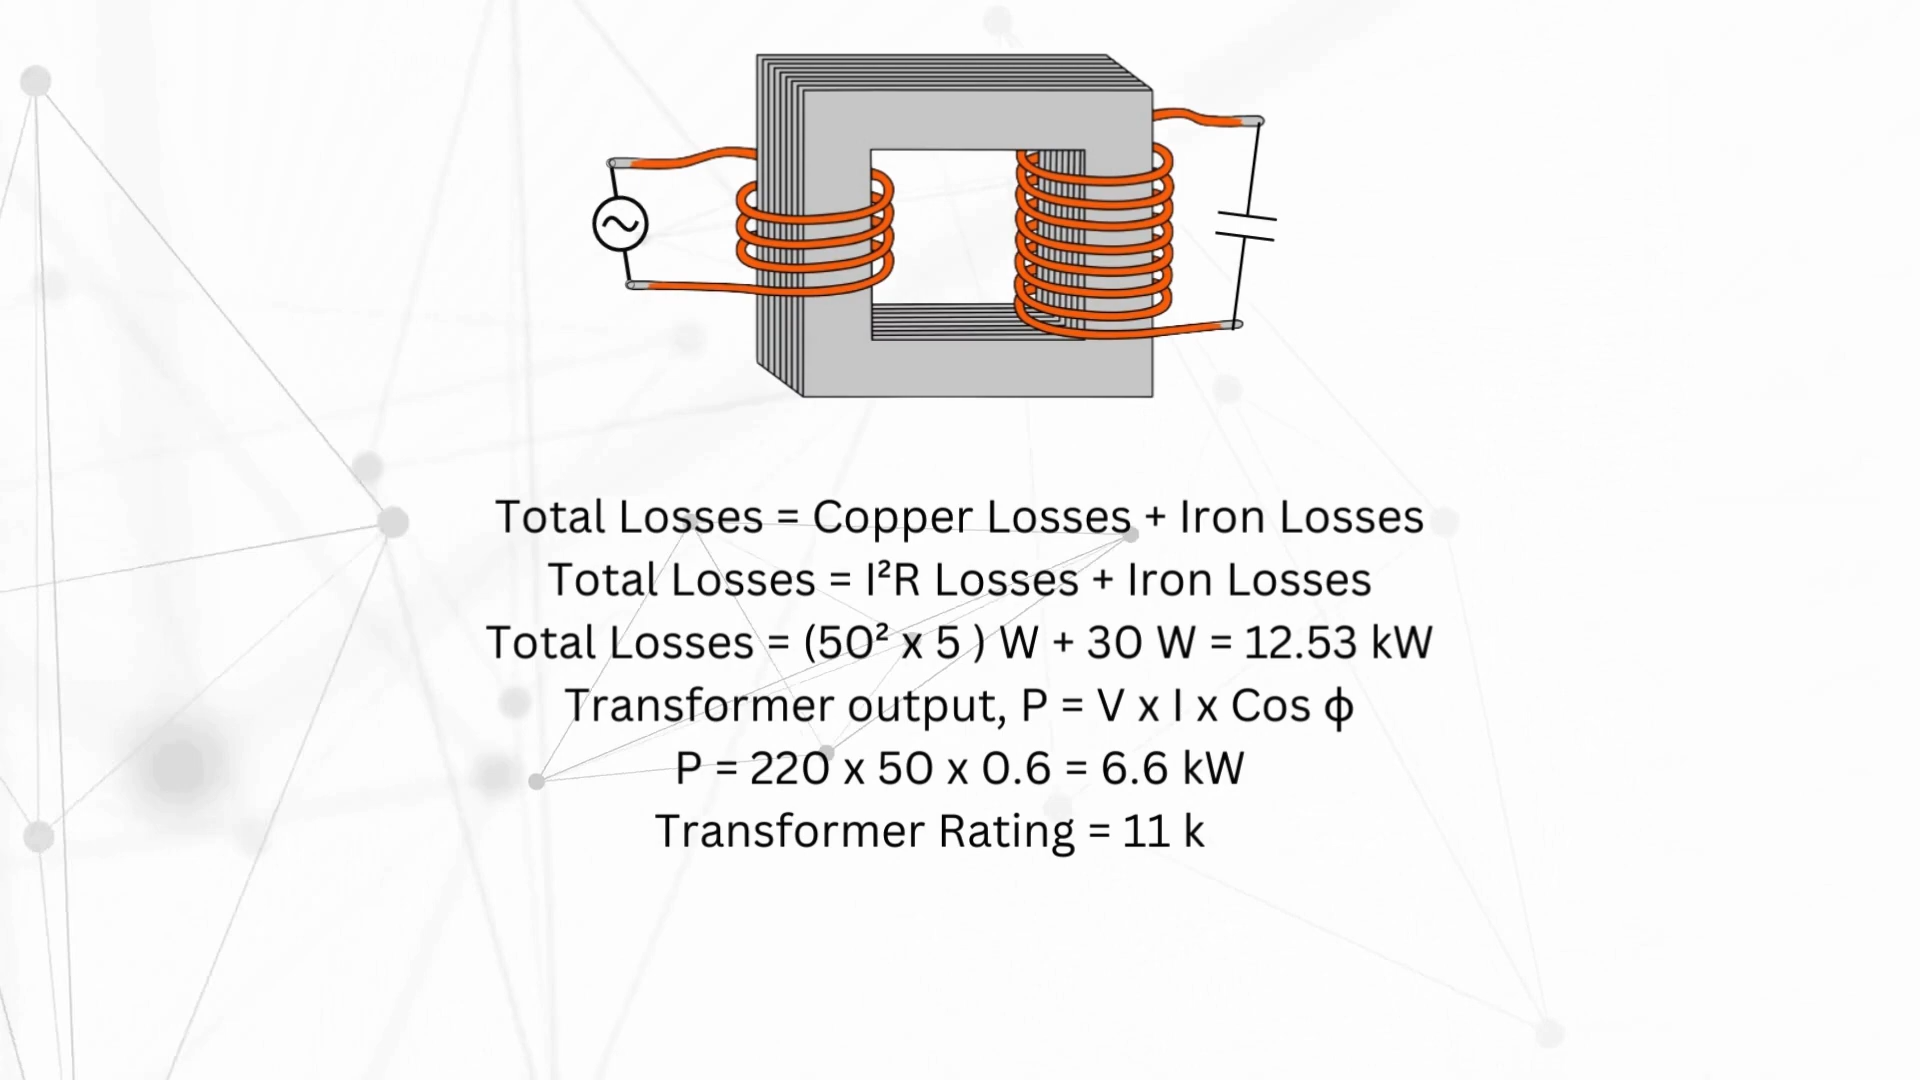 Total Losses = Copper Losses + Iron Losses
Total Losses = I²R Losses + Iron Losses
Total Losses = (50² x 5 ) W + 30 W = 12.53 kW
Transformer output, P = V x I x Cos ϕ
P = 220 x 50 x 0.6 = 6.6 kW
Transformer Rating = 11 k